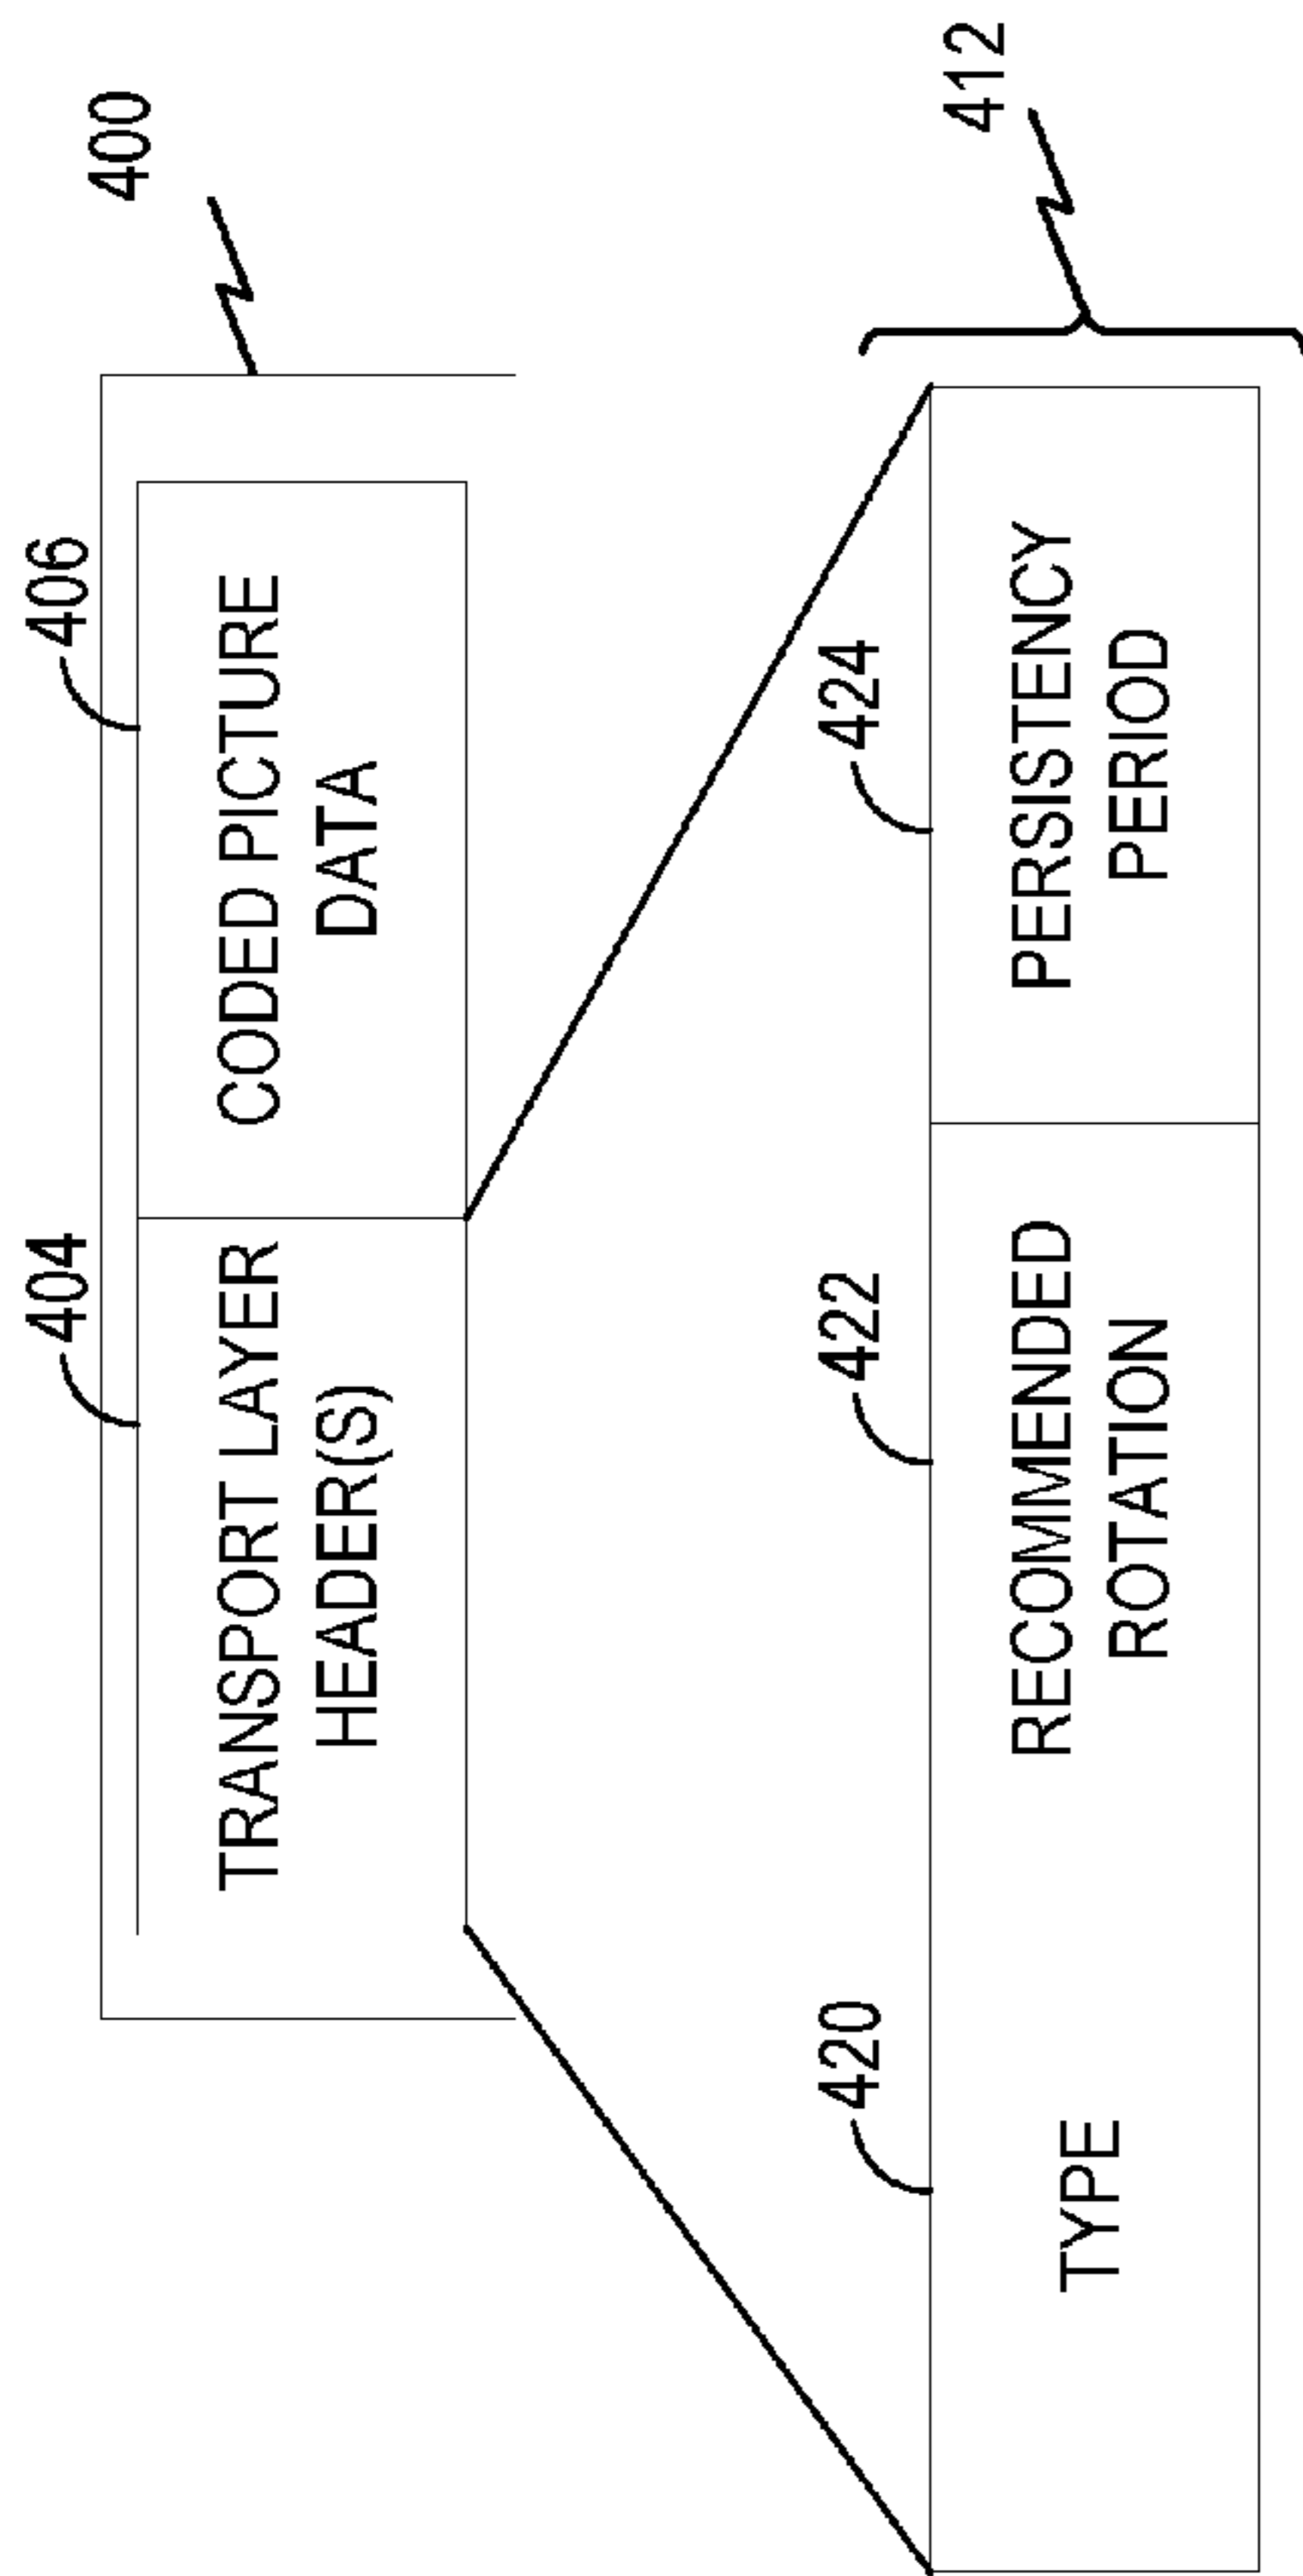 400
404
406
TRANSPORT LAYER
HEADER(S)
CODED PICTURE
DATA
412
420
422
424
TYPE
RECOMMENDED
ROTATION
PERSISTENCY
PERIOD